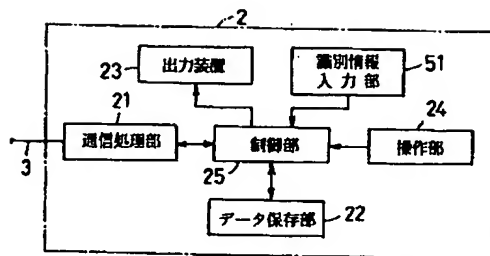 2
23
出力装置
識別情報
入力部
51
21
通信処理部
3
制御部
25
24
操作部
データ保存部
22